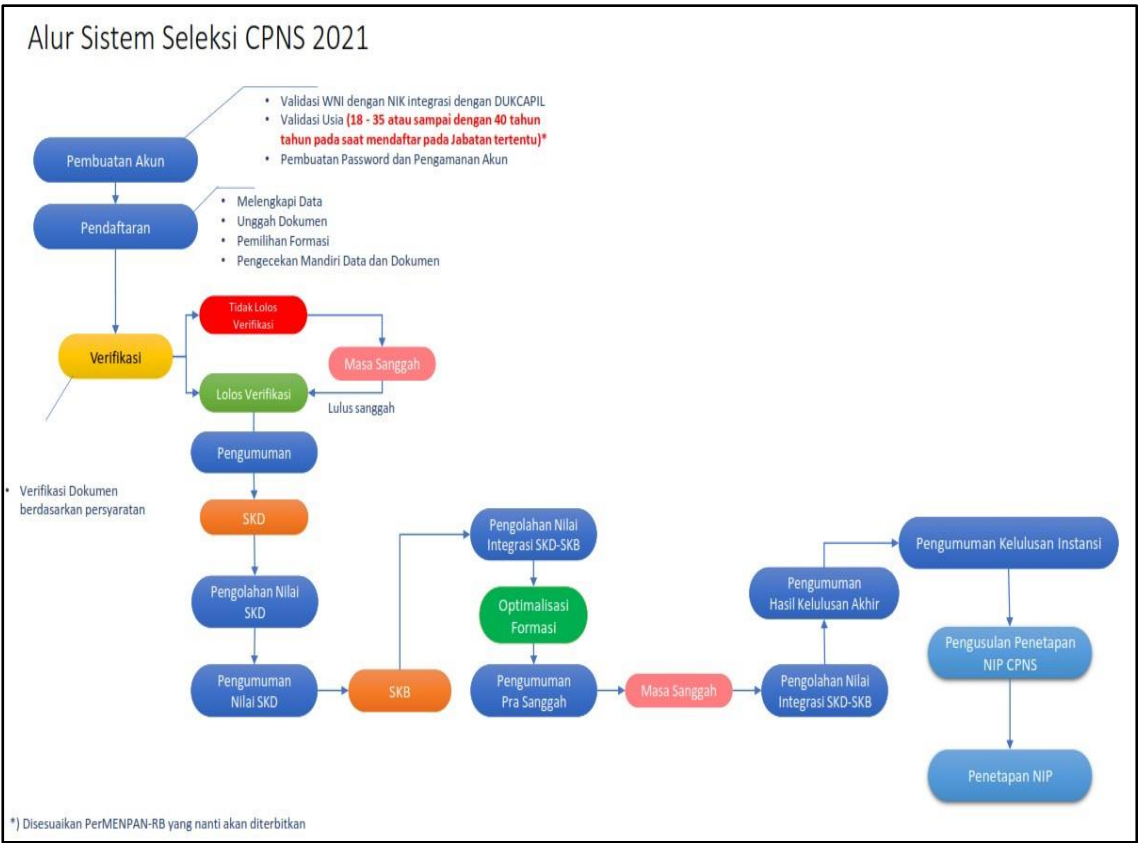 Alur Sistem Seleksi CPNS 2021
• Validasi WNI dengan NIK integrasi dengan DUKCAPIL
• Validasi Usia (18 - 35 atau sampai dengan 40 tahun
tahun pada saat mendaftar pada Jabatan tertentu)*
• Pembuatan Password dan Pengamanan Akun
Pembuatan Akun
• Melengkapi Data
• Unggah Dokumen
• Pemilihan Formasi
• Pengecekan Mandiri Data dan Dokumen
Pendaftaran
Tidak Lolos
Verifikasi
Verifikasi
Masa Sanggah
Lolos Verifikasi
Lulus sanggah
Pengumuman
• Verifikasi Dokumen
berdasarkan persyaratan
SKD
Pengolahan Nilai
SKD
Pengumuman
Nilai SKD
SKB
Pengolahan Nilai
Integrasi SKD-SKB
Optimalisasi
Formasi
Pengumuman
Pra Sanggah
Masa Sanggah
Pengolahan Nilai
Integrasi SKD-SKB
Pengumuman
Hasil Kelulusan Akhir
Pengumuman Kelulusan Instansi
Pengusulan Penetapan
NIP CPNS
Penetapan NIP
*) Disesuaikan PerMENPAN-RB yang nanti akan diterbitkan